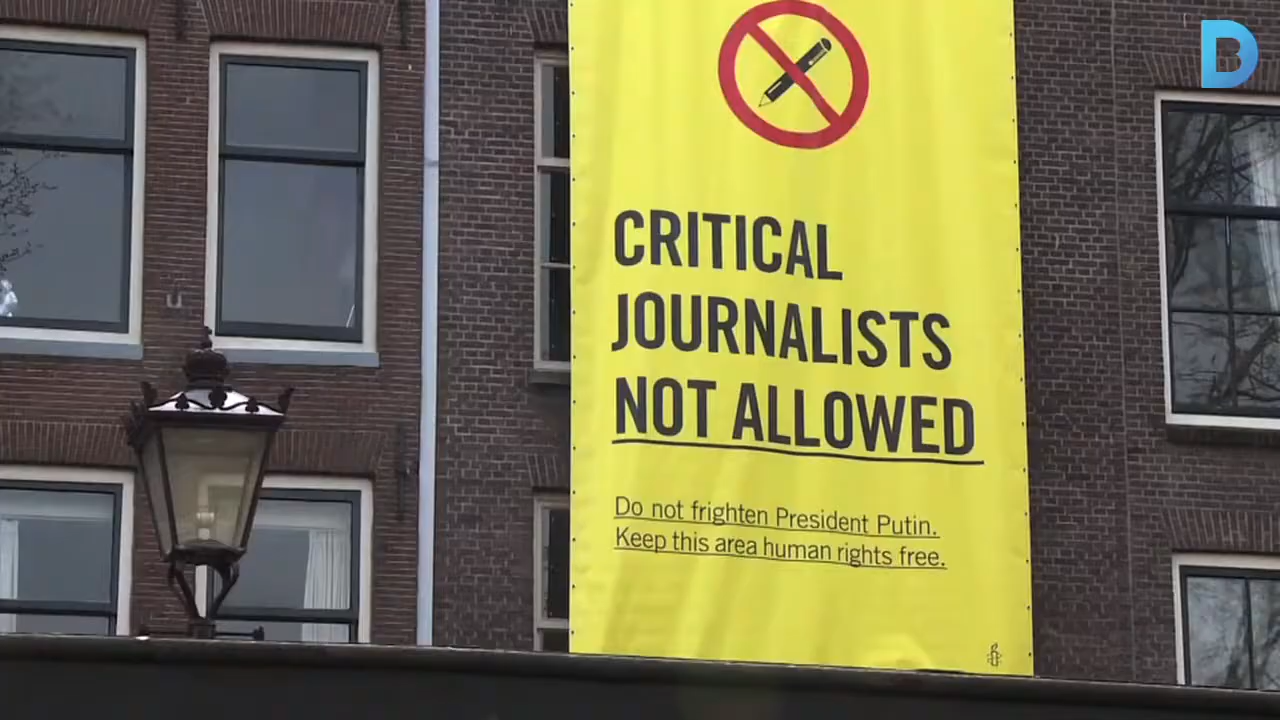 CRITICAL
JOURNALISTS
NOT ALLOWED
Do not frighten President Putin.
Keep this area human rights free.